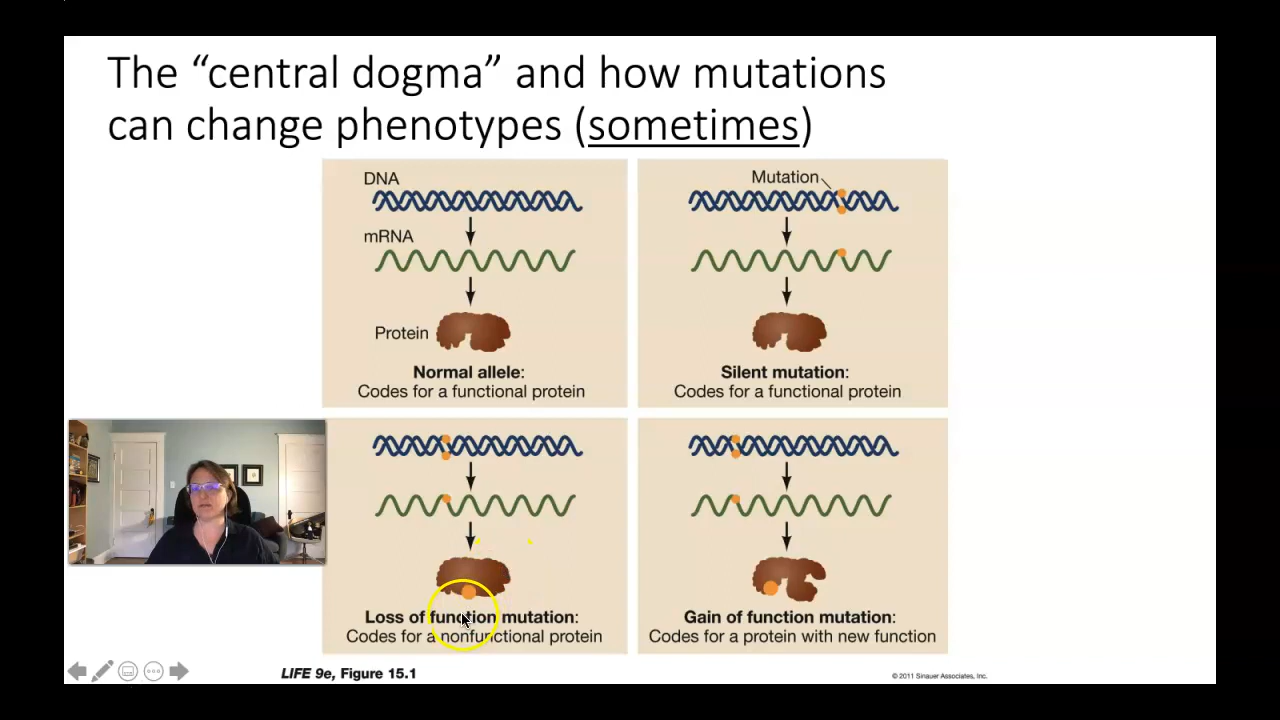 The “central dogma” and how mutations
can change phenotypes (sometimes)
DNA
mRNA
Protein
Normal allele:
Codes for a functional protein
Mutation
Silent mutation:
Codes for a functional protein
Loss of function mutation:
Codes for a nonfunctional protein
Gain of function mutation:
Codes for a protein with new function
LIFE 9e, Figure 15.1
© 2011 Sinauer Associates, Inc.